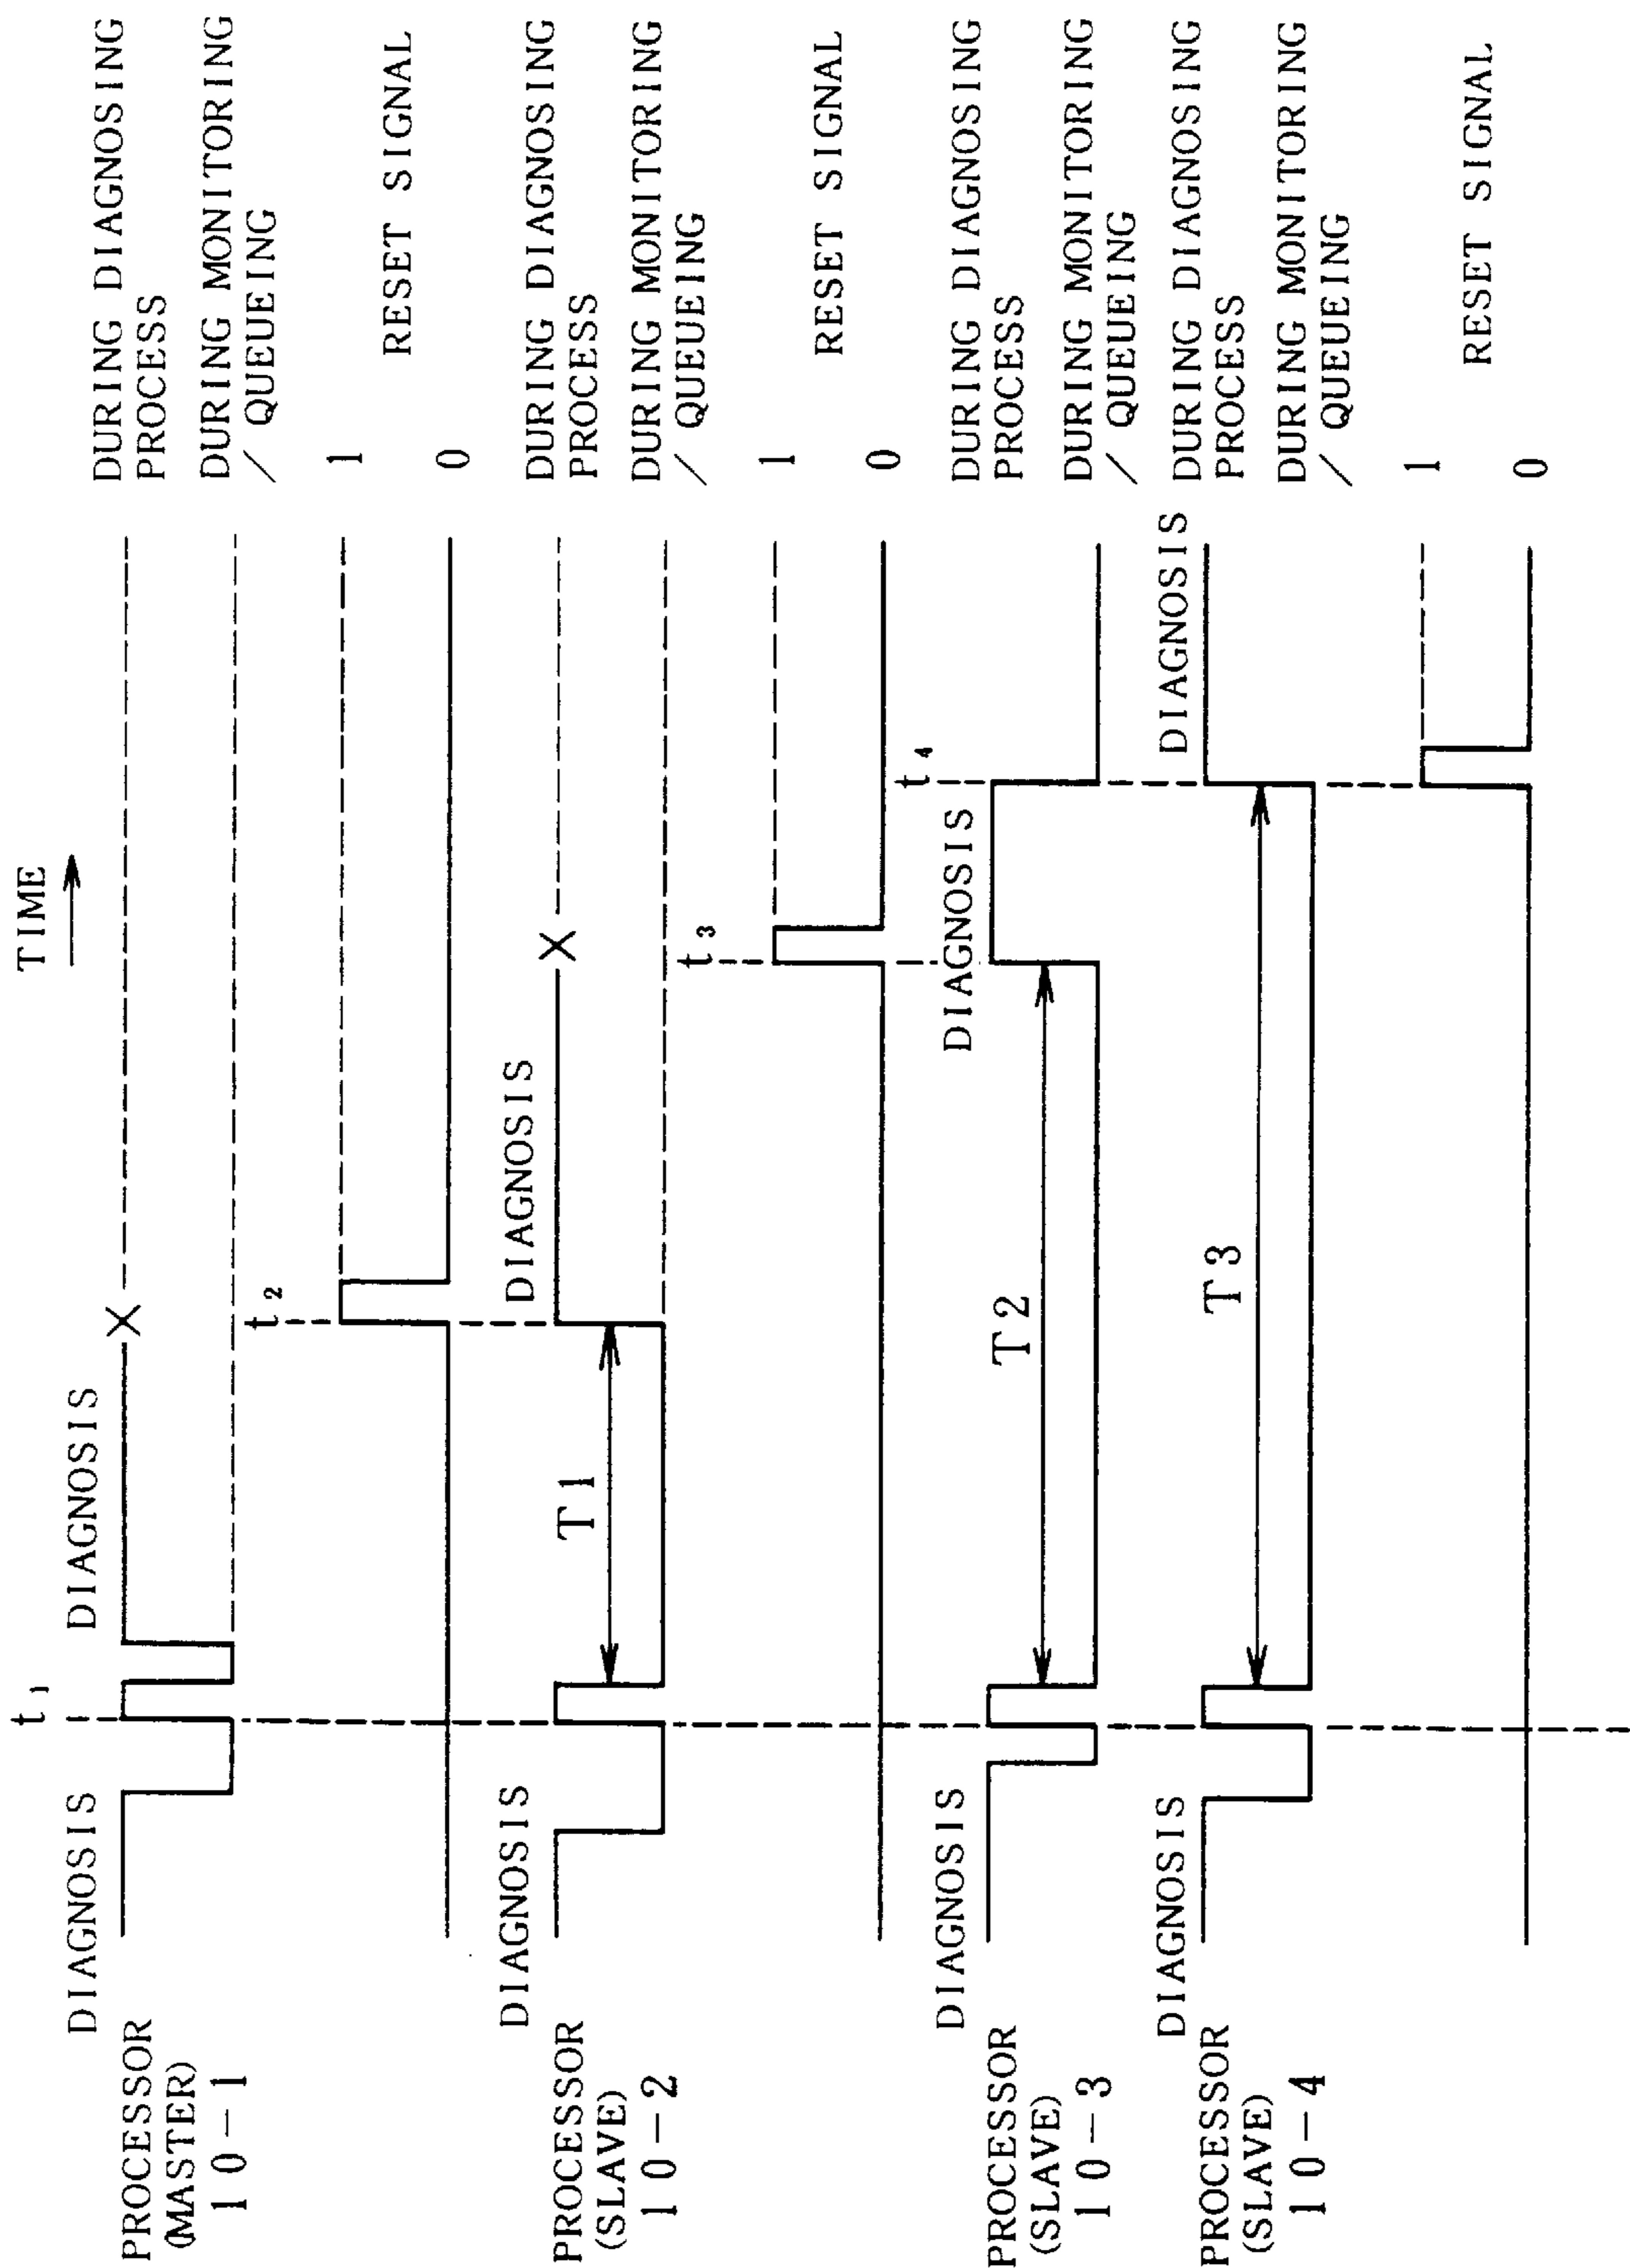 TIME
t1
DIAGNOSIS
DIAGNOSIS
PROCESSOR
(MASTER)
10-1
DURING DIAGNOSING
PROCESS
DURING MONITORING
/ QUEUEING
t2
1
RESET SIGNAL
0
DIAGNOSIS
DIAGNOSIS
PROCESSOR
(SLAVE)
10-2
T1
DURING DIAGNOSING
PROCESS
DURING MONITORING
/ QUEUEING
t3
1
RESET SIGNAL
0
t4
DIAGNOSIS
DIAGNOSIS
PROCESSOR
(SLAVE)
10-3
T2
DURING DIAGNOSING
PROCESS
DURING MONITORING
/ QUEUEING
DIAGNOSIS
DIAGNOSIS
PROCESSOR
(SLAVE)
10-4
T3
DURING DIAGNOSING
PROCESS
DURING MONITORING
/ QUEUEING
1
RESET SIGNAL
0